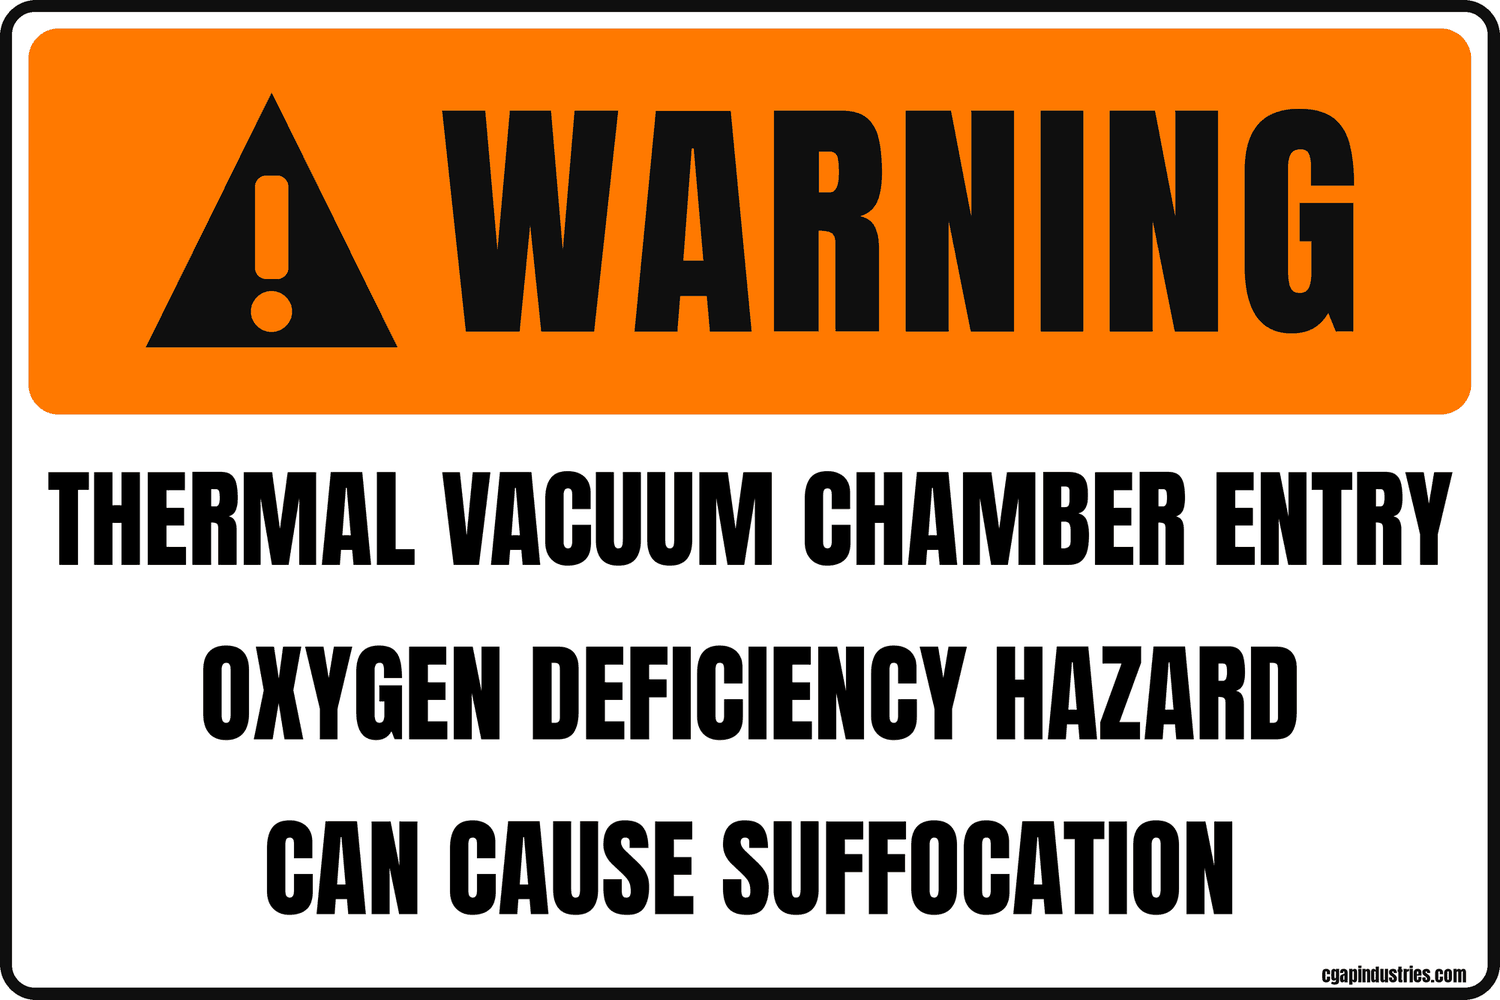 WARNING
THERMAL VACUUM CHAMBER ENTRY
OXYGEN DEFICIENCY HAZARD
CAN CAUSE SUFFOCATION
cgapindustries.com